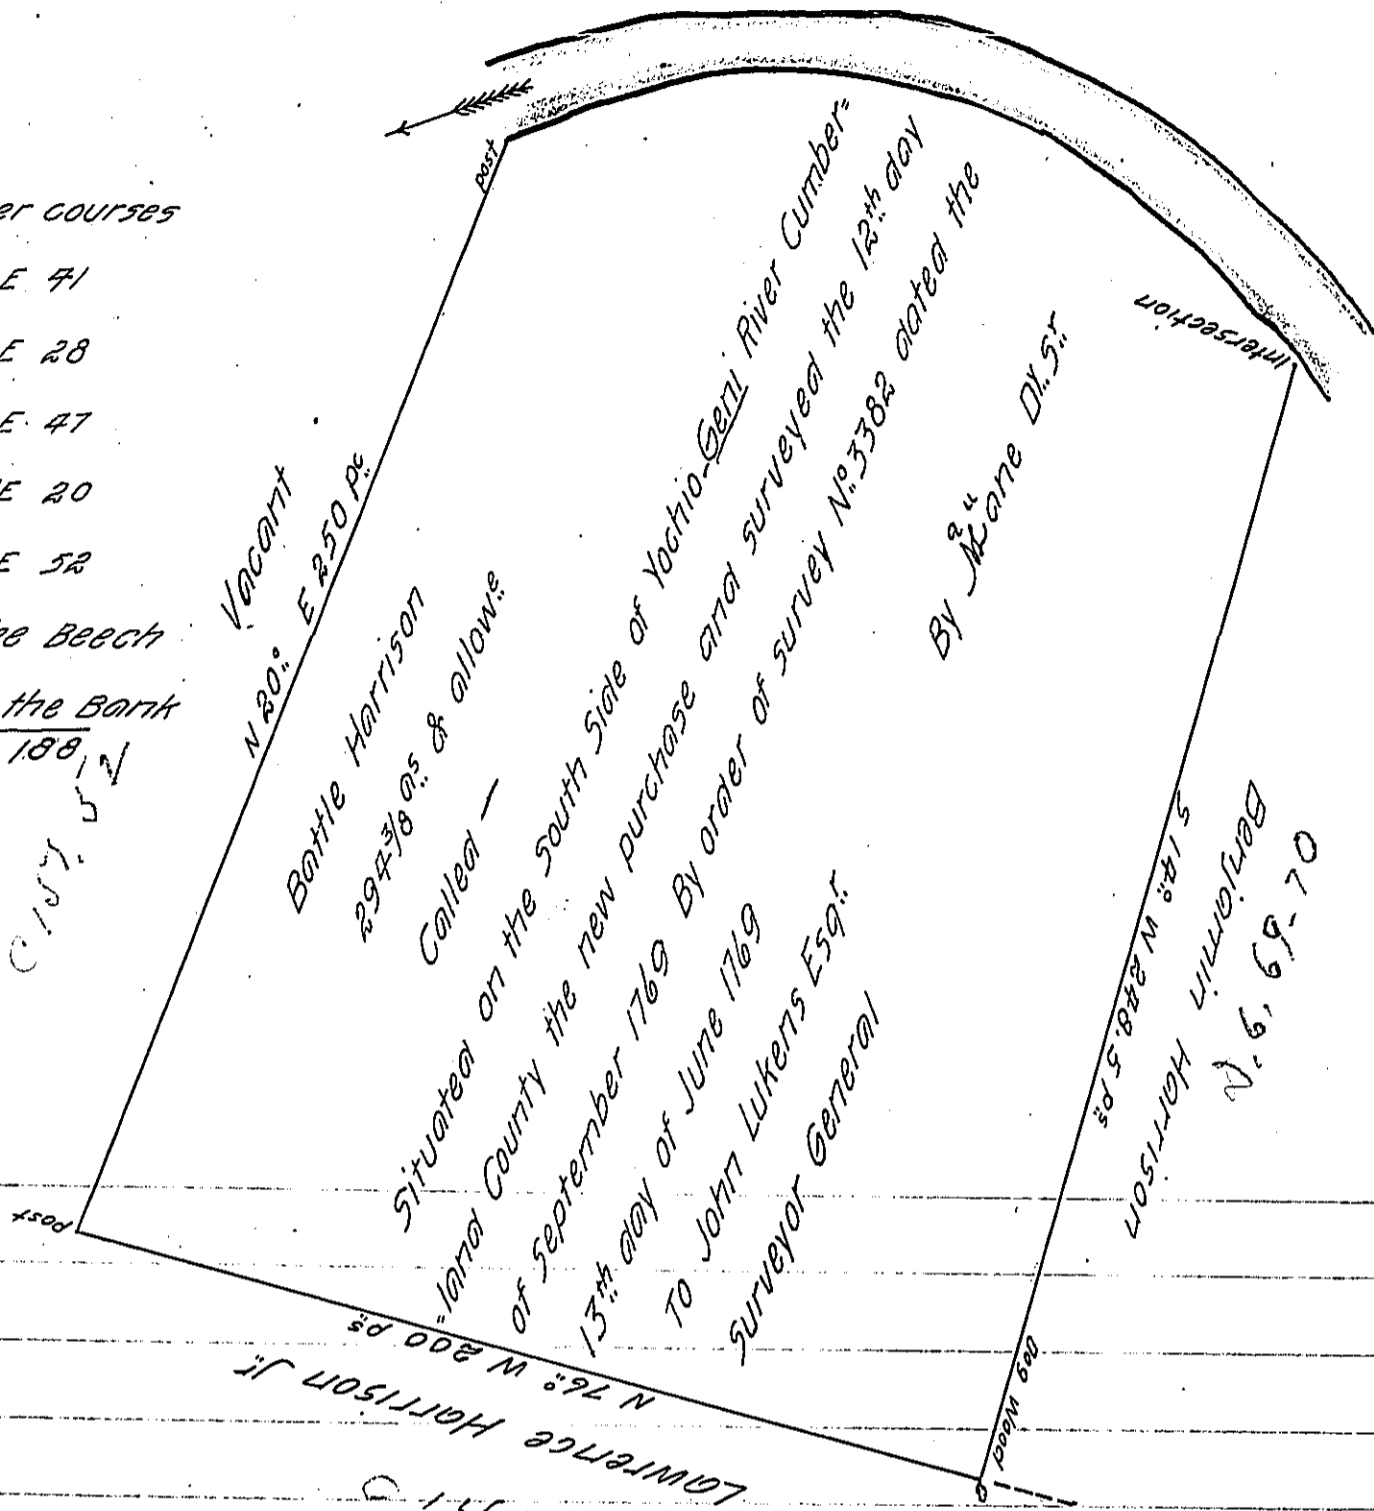 er courses
E 41
E 28
E 47
E 20
E 52
he Beech
the Bank
188
C 157, 52
post
Vacant
N 20° E 250 ps
Battle Harrison
294 3/8 as & allowe
Called —
Situated on the South Side of Yochio-Geni River Cumber=
"land County the new purchase and surveyed the 12th day
of September 1769 By order of survey No 3382 dated the
13th day of June 1769
To John Lukens Esqr
Surveyor General
By Dy. Sr
Intersection
S 14° W 248.5 ps
Benjamin Harrison
D. 6, 69-70
Dog Wood
N 76° W 200 ps
Lawrence Harrison Jr
post